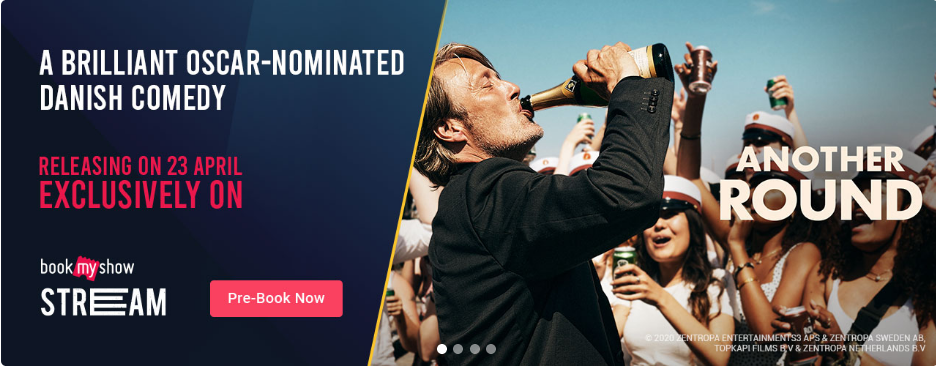 A BRILLIANT OSCAR-NOMINATED
DANISH COMEDY
RELEASING ON 23 APRIL
EXCLUSIVELY ON
book my show
STREAM
Pre-Book Now
ANOTHER
ROUND
© 2020 ZENTROPA ENTERTAINMENTS3 APS & ZENTROPA SWEDEN AB,
TOPKAPI FILMS B.V & ZENTROPA NETHERLANDS B.V